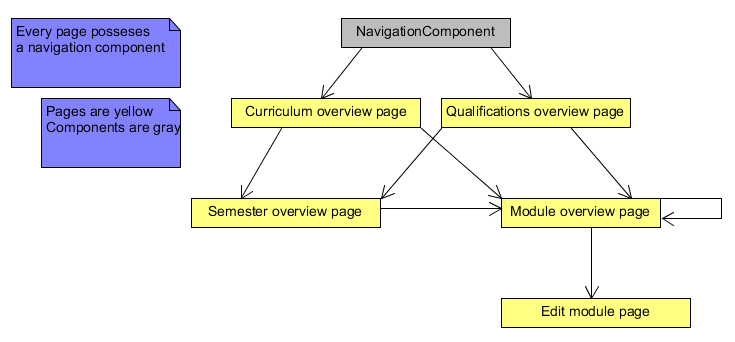 Every page posseses
a navigation component
NavigationComponent
Pages are yellow
Components are gray
Curriculum overview page
Qualifications overview page
Semester overview page
Module overview page
Edit module page